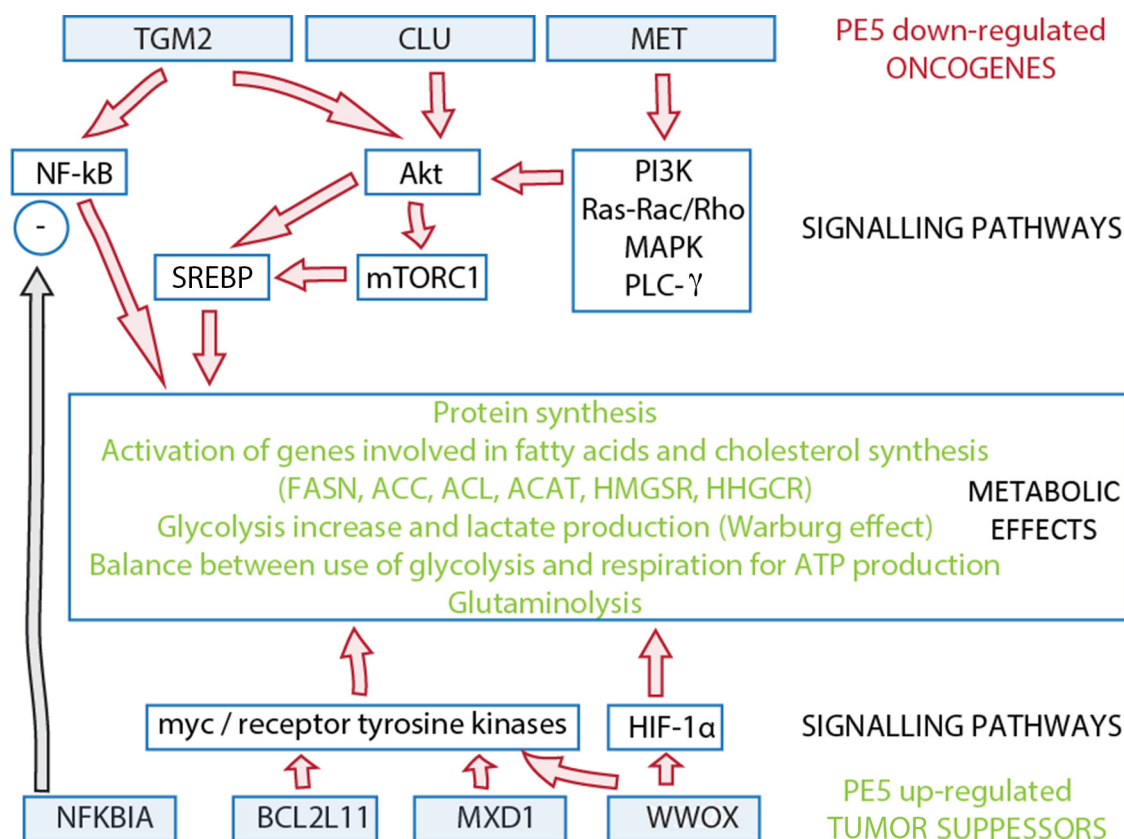 TGM2
CLU
MET
PE5 down-regulated
ONCOGENES
NF-kB
Akt
PI3K
Ras-Rac/Rho
MAPK
PLC-γ
-
SIGNALLING PATHWAYS
SREBP
mTORC1
Protein synthesis
Activation of genes involved in fatty acids and cholesterol synthesis
(FASN, ACC, ACL, ACAT, HMGSR, HHGCR)
Glycolysis increase and lactate production (Warburg effect)
Balance between use of glycolysis and respiration for ATP production
Glutaminolysis
METABOLIC
EFFECTS
myc / receptor tyrosine kinases
HIF-1α
SIGNALLING PATHWAYS
NFKBIA
BCL2L11
MXD1
WWOX
PE5 up-regulated
TUMOR SUPPESSORS